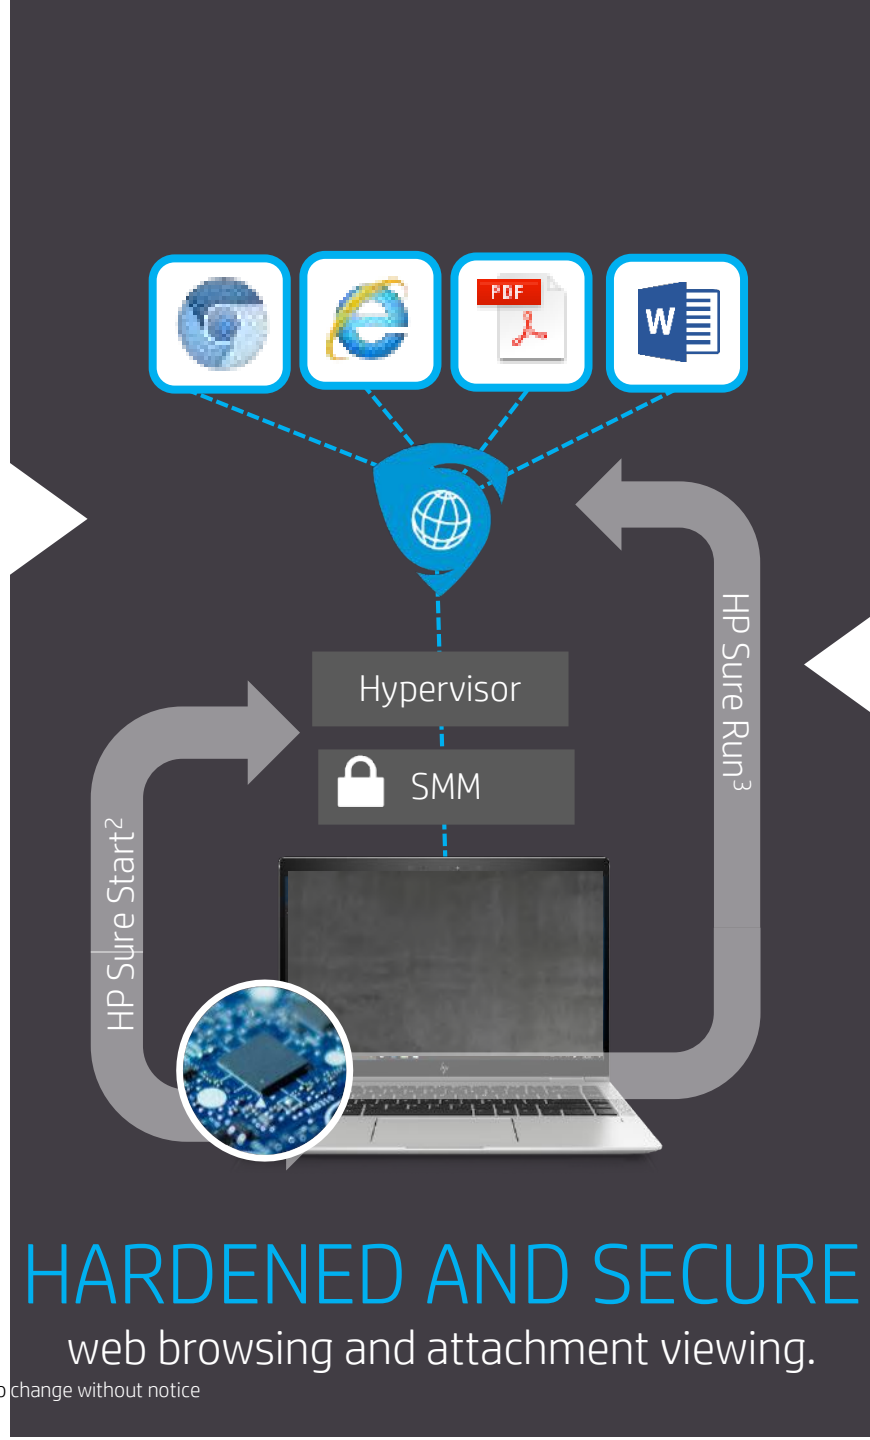 PDF
W
Hypervisor
SMM
HP Sure Run³
HP Sure Start²
hp
HARDENED AND SECURE
web browsing and attachment viewing.
change without notice